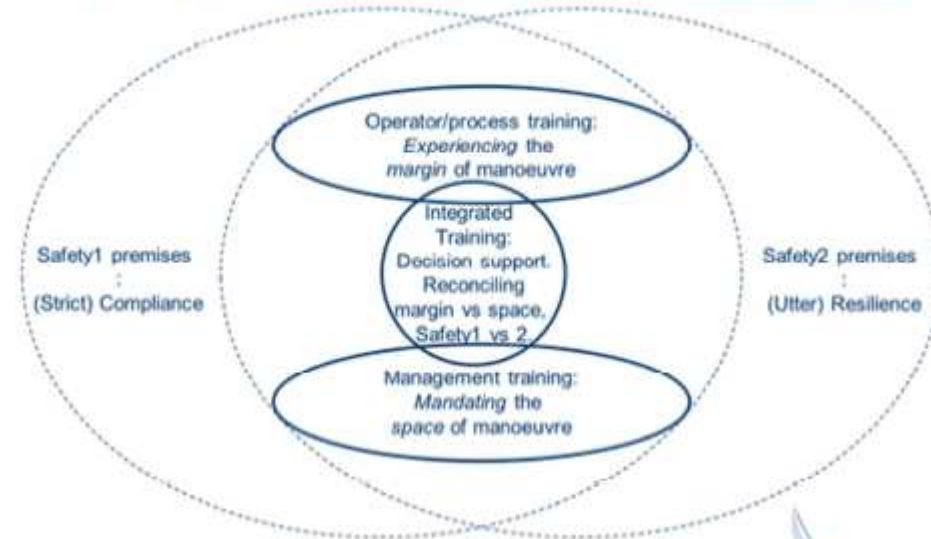 Operator/process training:
Experiencing the
margin of manoeuvre
Integrated
Training:
Decision support.
Reconciling
margin vs space,
Safety1 vs 2
Safety1 premises
:
(Strict) Compliance
Safety2 premises
:
(Utter) Resilience
Management training:
Mandating the
space of manoeuvre